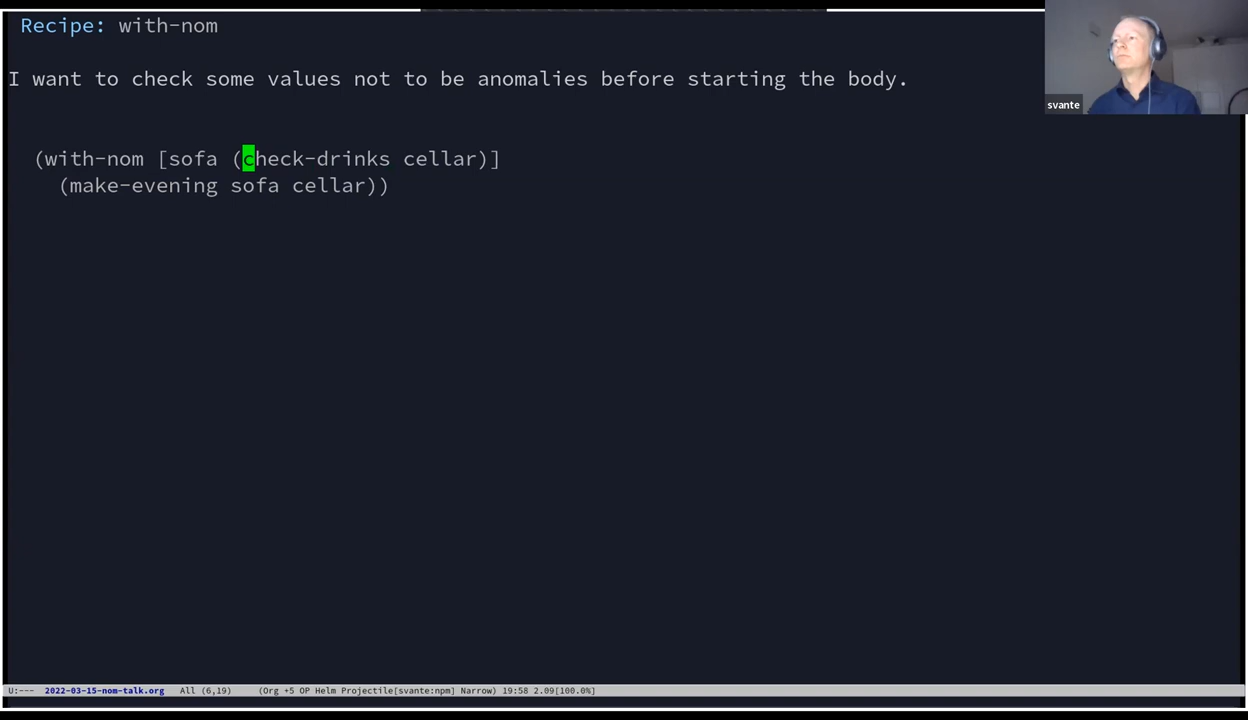 Recipe: with-nom
I want to check some values not to be anomalies before starting the body.
svante
(with-nom [sofa (check-drinks cellar)]
(make-evening sofa cellar))
U:--- 2022-03-15-nom-talk.org All (6,19) (Org +5 OP Helm Projectile[svante:npm] Narrow) 19:58 2.09[100.0%]